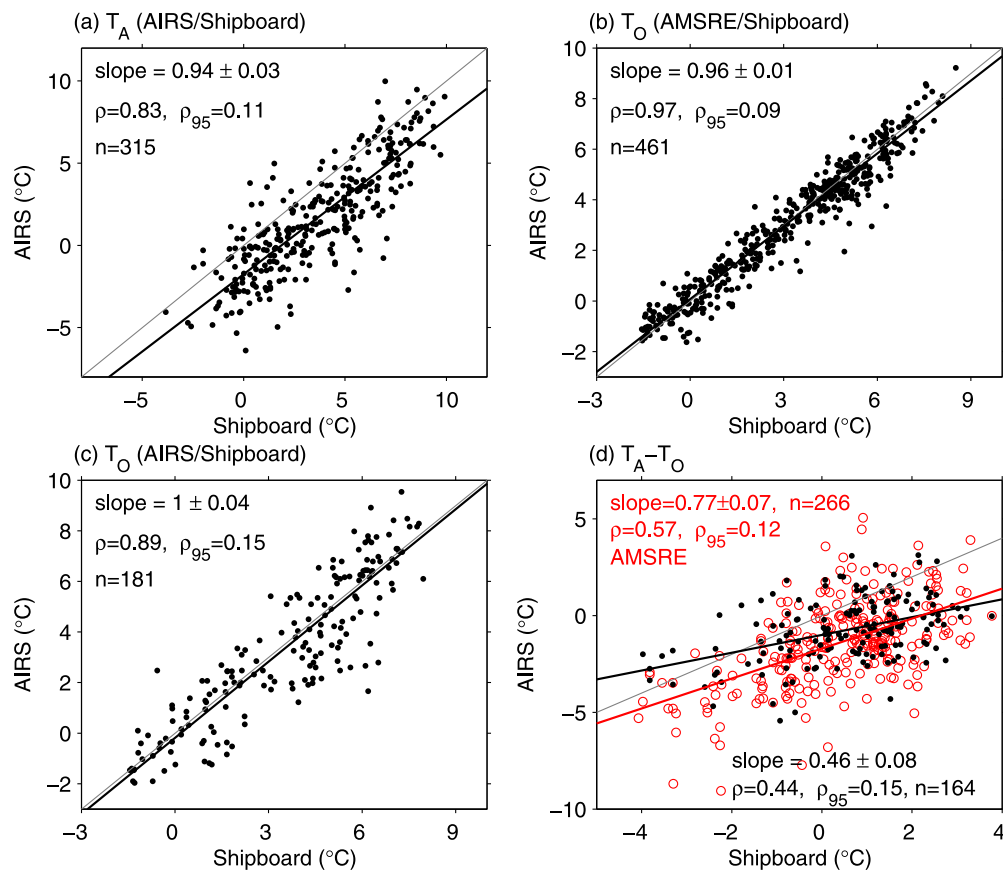 (a) T_A (AIRS/Shipboard)
slope = 0.94 ± 0.03
ρ=0.83, ρ_95=0.11
n=315
10
5
0
−5
AIRS (°C)
−5 0 5 10
Shipboard (°C)
(b) T_O (AMSRE/Shipboard)
slope = 0.96 ± 0.01
ρ=0.97, ρ_95=0.09
n=461
10
8
6
4
2
0
−2
AIRS (°C)
−3 0 3 6 9
Shipboard (°C)
(c) T_O (AIRS/Shipboard)
slope = 1 ± 0.04
ρ=0.89, ρ_95=0.15
n=181
10
8
6
4
2
0
−2
AIRS (°C)
−3 0 3 6 9
Shipboard (°C)
(d) T_A−T_O
slope=0.77±0.07, n=266
ρ=0.57, ρ_95=0.12
AMSRE
5
0
−5
−10
AIRS (°C)
slope = 0.46 ± 0.08
ρ=0.44, ρ_95=0.15, n=164
−4 −2 0 2 4
Shipboard (°C)